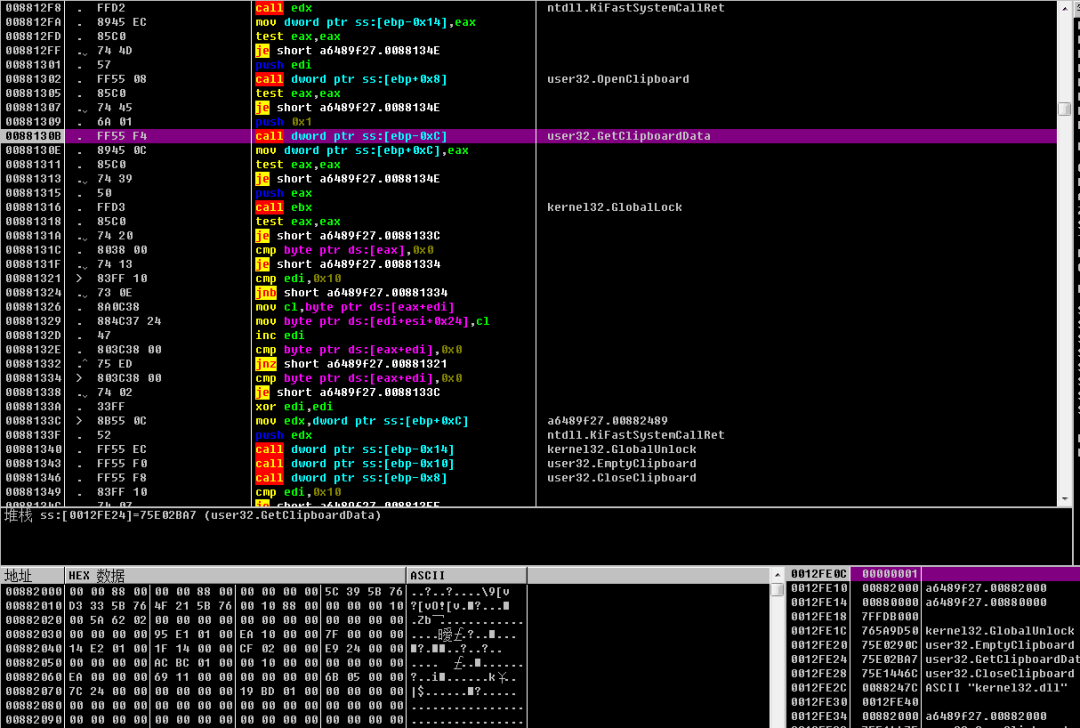 008812F8 . FFD2 call edx ntdll.KiFastSystemCallRet
008812FA . 8945 EC mov dword ptr ss:[ebp-0x14],eax
008812FD . 85C0 test eax,eax
008812FF .. 74 4D je short a6489f27.0088134E
00881301 . 57 push edi
00881302 . FF55 08 call dword ptr ss:[ebp+0x8] user32.OpenClipboard
00881305 . 85C0 test eax,eax
00881307 .. 74 45 je short a6489f27.0088134E
00881309 . 6A 01 push 0x1
0088130B . FF55 F4 call dword ptr ss:[ebp-0xC] user32.GetClipboardData
0088130E . 8945 0C mov dword ptr ss:[ebp+0xC],eax
00881311 . 85C0 test eax,eax
00881313 .. 74 39 je short a6489f27.0088134E
00881315 . 50 push eax
00881316 . FFD3 call ebx kernel32.GlobalLock
00881318 . 85C0 test eax,eax
0088131A .. 74 20 je short a6489f27.0088133C
0088131C . 8038 00 cmp byte ptr ds:[eax],0x0
0088131F .. 74 13 je short a6489f27.00881334
00881321 > 83FF 10 cmp edi,0x10
00881324 .. 73 0E jnb short a6489f27.00881334
00881326 . 8A0C38 mov cl,byte ptr ds:[eax+edi]
00881329 . 884C37 24 mov byte ptr ds:[edi+esi+0x24],cl
0088132D . 47 inc edi
0088132E . 803C38 00 cmp byte ptr ds:[eax+edi],0x0
00881332 .^ 75 ED jnz short a6489f27.00881321
00881334 > 803C38 00 cmp byte ptr ds:[eax+edi],0x0
00881338 .. 74 02 je short a6489f27.0088133C
0088133A . 33FF xor edi,edi
0088133C > 8B55 0C mov edx,dword ptr ss:[ebp+0xC] a6489f27.00882489
0088133F . 52 push edx ntdll.KiFastSystemCallRet
00881340 . FF55 EC call dword ptr ss:[ebp-0x14] kernel32.GlobalUnlock
00881343 . FF55 F0 call dword ptr ss:[ebp-0x10] user32.EmptyClipboard
00881346 . FF55 F8 call dword ptr ss:[ebp-0x8] user32.CloseClipboard
00881349 . 83FF 10 cmp edi,0x10
堆栈 ss:[0012FE24]=75E02BA7 (user32.GetClipboardData)
地址 HEX 数据 ASCII
00882000 00 00 88 00 00 00 88 00 00 00 00 00 5C 39 5B 76 ..?..?....\9[v
00882010 D3 33 5B 76 4F 21 5B 76 00 10 88 00 00 00 00 10
00882020 00 5A 62 02 00 00 00 00 00 00 00 00 00 00 00 00
00882030 00 00 00 00 95 E1 01 00 EA 10 00 00 7F 00 00 00
00882040 14 E2 01 00 1F 14 00 00 CF 02 00 00 E9 24 00 00
00882050 00 00 00 00 AC BC 01 00 00 10 00 00 00 00 00 00
00882060 EA 00 00 00 69 11 00 00 00 00 00 00 6B 05 00 00
00882070 7C 24 00 00 00 00 00 00 19 BD 01 00 00 00 00 00
00882080 00 00 00 00 00 00 00 00 00 00 00 00 00 00 00 00 ................
00882090 00 00 00 00 00 00 00 00 00 00 00 00 00 00 00 00 ................
0012FE0C 00000001
0012FE10 00882000 a6489f27.00882000
0012FE14 00880000 a6489f27.00880000
0012FE18 7FFDB000
0012FE1C 765A9D50 kernel32.GlobalUnlock
0012FE20 75E0290C user32.EmptyClipboard
0012FE24 75E02BA7 user32.GetClipboardDat
0012FE28 75E1446C user32.CloseClipboard
0012FE2C 0088247C ASCII "kernel32.dll"
0012FE30 0012FE40
0012FE34 00882000 a6489f27.00882000